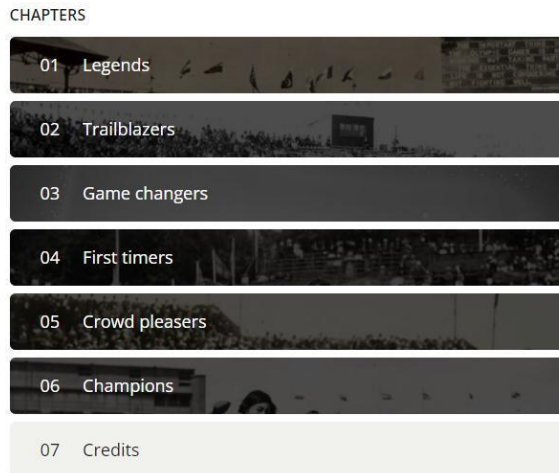 CHAPTERS
01 Legends
02 Trailblazers
03 Game changers
04 First timers
05 Crowd pleasers
06 Champions
07 Credits